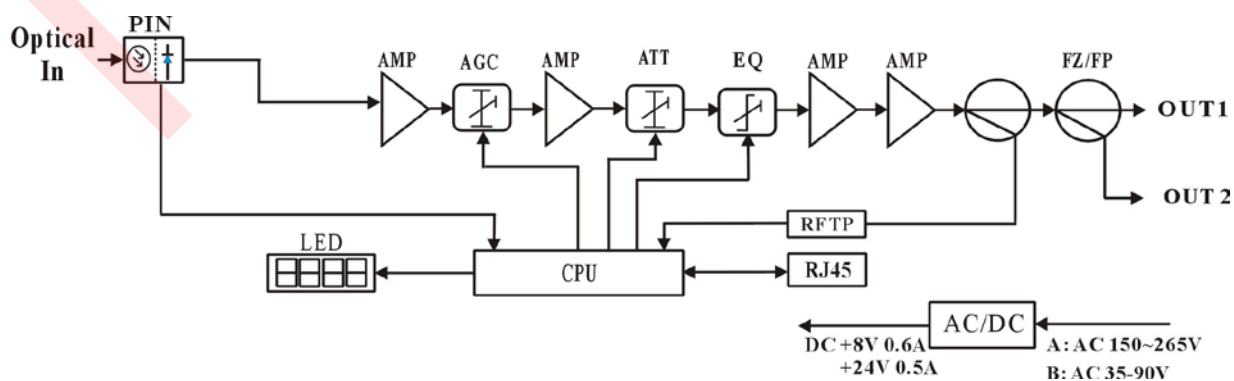 PIN
Optical
In
AMP
AGC
AMP
ATT
EQ
AMP
AMP
FZ/FP
OUT1
OUT 2
RFTP
LED
CPU
RJ45
AC/DC
DC +8V 0.6A
+24V 0.5A
A: AC 150~265V
B: AC 35-90V